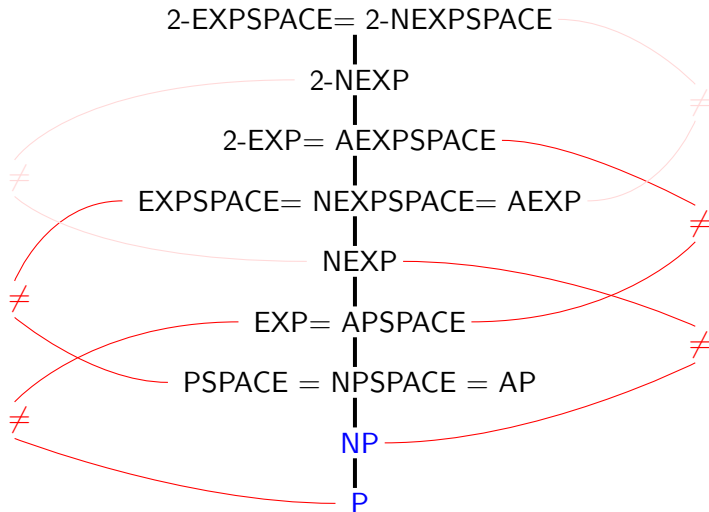 2-EXPSPACE= 2-NEXPSPACE
2-NEXP
≠
2-EXP= AEXPSPACE
≠
EXPSPACE= NEXPSPACE= AEXP
≠
NEXP
≠
EXP= APSPACE
≠
PSPACE = NPSPACE = AP
≠
NP
P